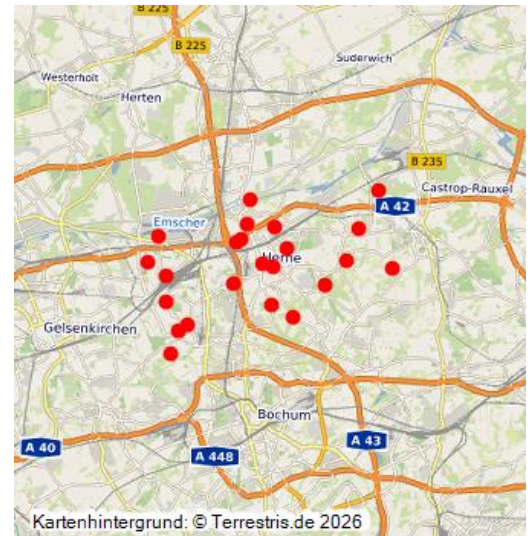 B 225
B 225
Suderwich
Westerholt
Herten
B 235
Castrop-Rauxel
A 42
Emscher
Herne
Gelsenkirchen
Bochum
A 40
A 448
A 43
Kartenhintergrund: © Terrestris.de 2026